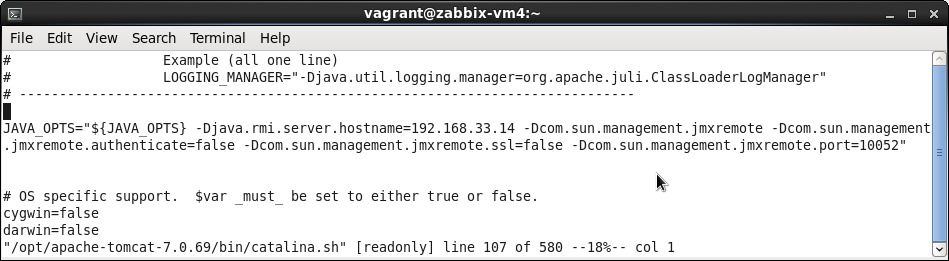 vagrant@zabbix-vm4:~
File Edit View Search Terminal Help
#                   Example (all one line)
#                   LOGGING_MANAGER="-Djava.util.logging.manager=org.apache.juli.ClassLoaderLogManager"
# -----------------------------------------------------------------------------
JAVA_OPTS="${JAVA_OPTS} -Djava.rmi.server.hostname=192.168.33.14 -Dcom.sun.management.jmxremote -Dcom.sun.management
.jmxremote.authenticate=false -Dcom.sun.management.jmxremote.ssl=false -Dcom.sun.management.jmxremote.port=10052"
# OS specific support.  $var _must_ be set to either true or false.
cygwin=false
darwin=false
"/opt/apache-tomcat-7.0.69/bin/catalina.sh" [readonly] line 107 of 580 --18%-- col 1